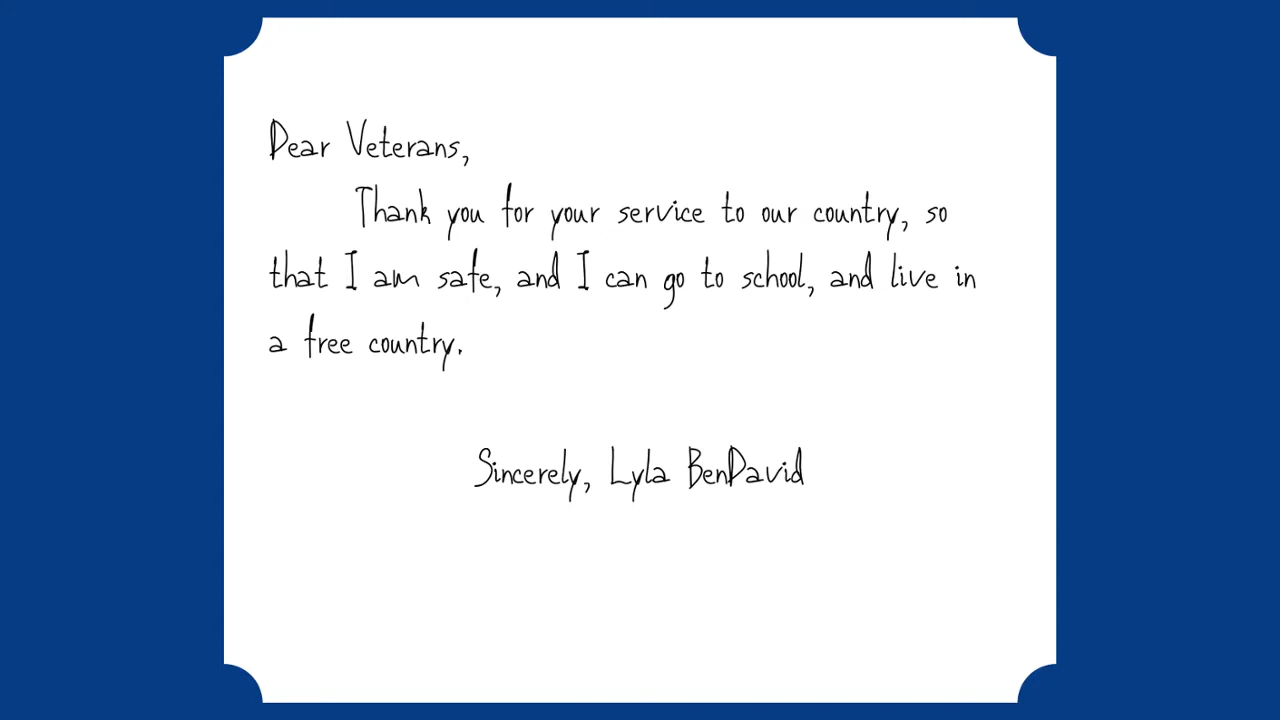 Dear Veterans,
Thank you for your service to our country, so
that I am safe, and I can go to school, and live in
a free country.
Sincerely, Lyla BenDavid